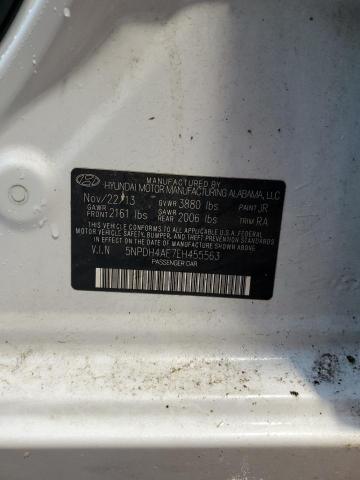 MANUFACTURED BY
HYUNDAI MOTOR MANUFACTURING ALABAMA, LLC
Nov/22/13 GVWR 3880 lbs PAINT JR
GAWR FRONT 2161 lbs GAWR REAR 2006 lbs TRIM RA
THIS VEHICLE CONFORMS TO ALL APPLICABLE FEDERAL
MOTOR VEHICLE SAFETY, BUMPER, AND THEFT PREVENTION STANDARDS
IN EFFECT ON THE DATE OF MANUFACTURE SHOWN ABOVE.
V.I.N 5NPDH4AE7EH455563
PASSENGER CAR